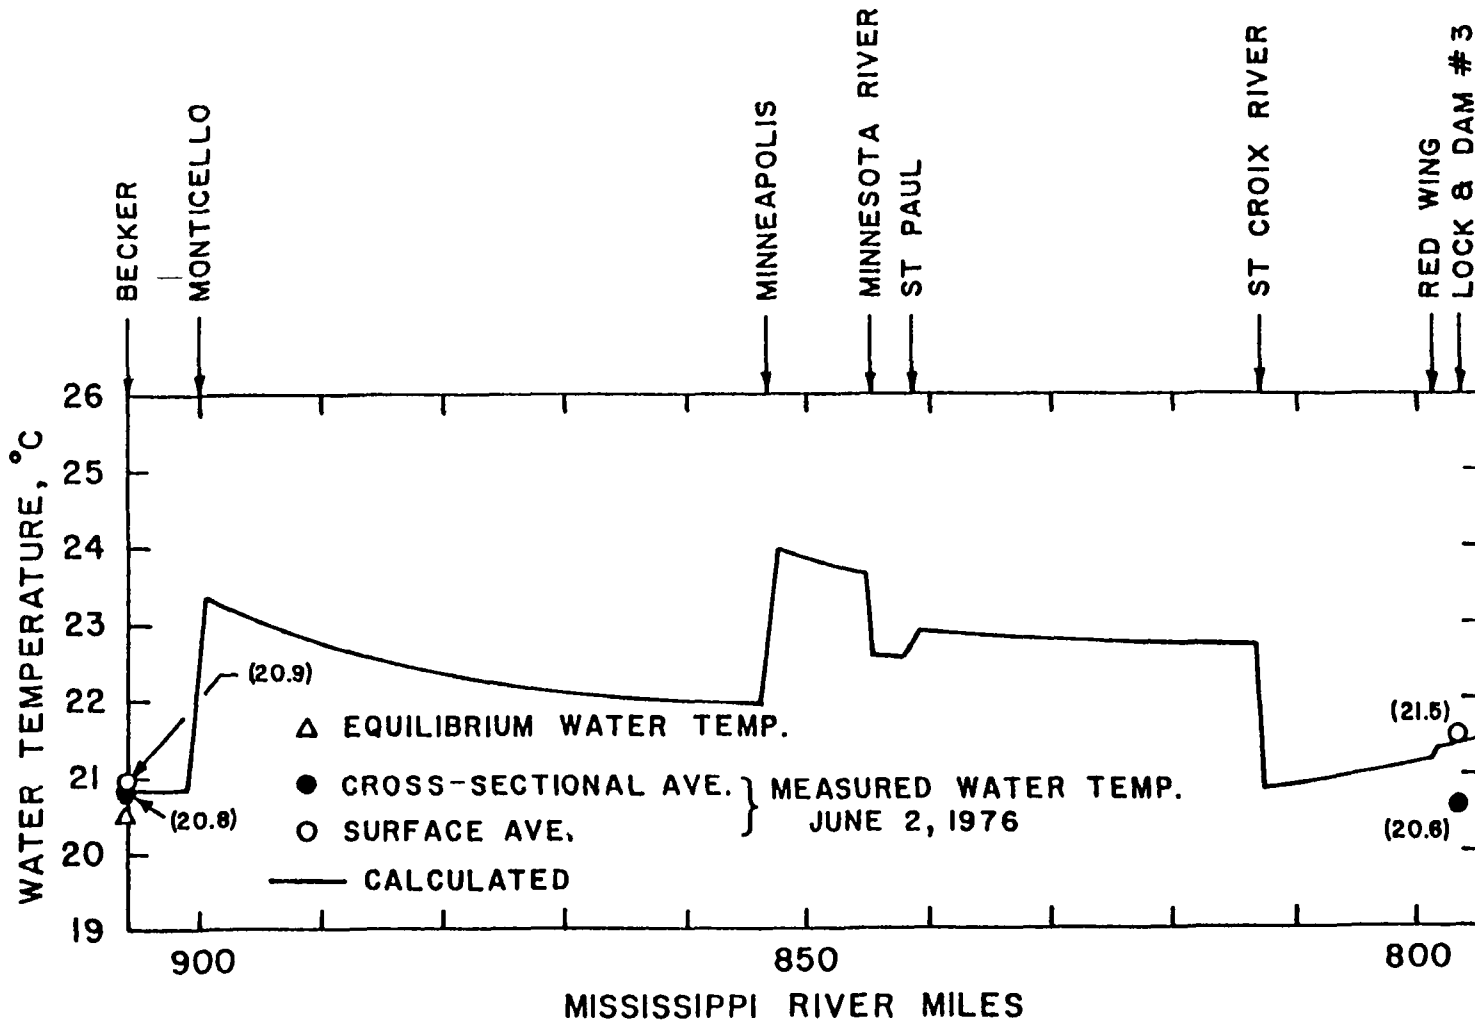 BECKER
MONTICELLO
MINNEAPOLIS
MINNESOTA RIVER
ST PAUL
ST CROIX RIVER
RED WING
LOCK & DAM #3
WATER TEMPERATURE, °C
26
25
24
23
22
21
20
19
(20.9)
(20.8)
(21.5)
(20.6)
EQUILIBRIUM WATER TEMP.
CROSS-SECTIONAL AVE.
SURFACE AVE.
MEASURED WATER TEMP.
JUNE 2, 1976
CALCULATED
900
850
800
MISSISSIPPI RIVER MILES